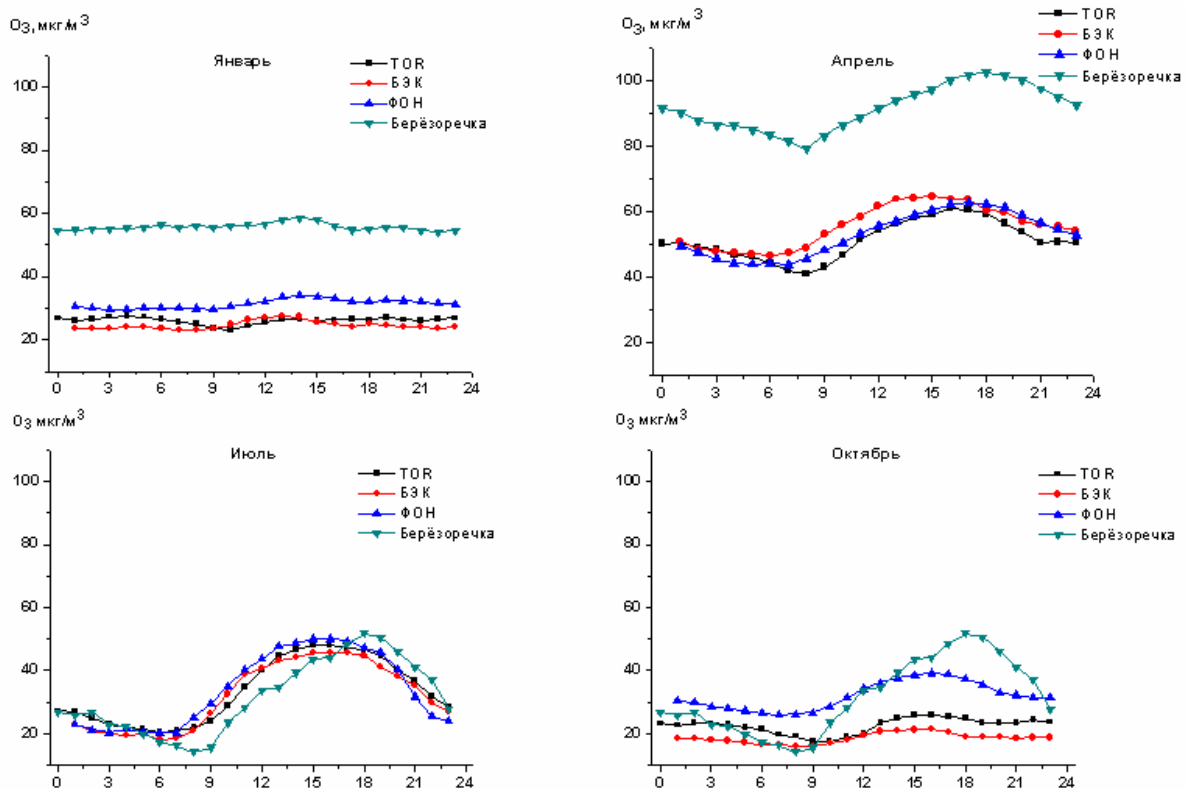 O3, мкг/м3
Январь
TOR
БЭК
ФОН
Берёзоречка
100
80
60
40
20
0 3 6 9 12 15 18 21 24
O3, мкг/м3
Апрель
TOR
БЭК
ФОН
Берёзоречка
100
80
60
40
20
0 3 6 9 12 15 18 21 24
O3 мкг/м3
Июль
TOR
БЭК
ФОН
Берёзоречка
100
80
60
40
20
0 3 6 9 12 15 18 21 24
O3 мкг/м3
Октябрь
TOR
БЭК
ФОН
Берёзоречка
100
80
60
40
20
0 3 6 9 12 15 18 21 24